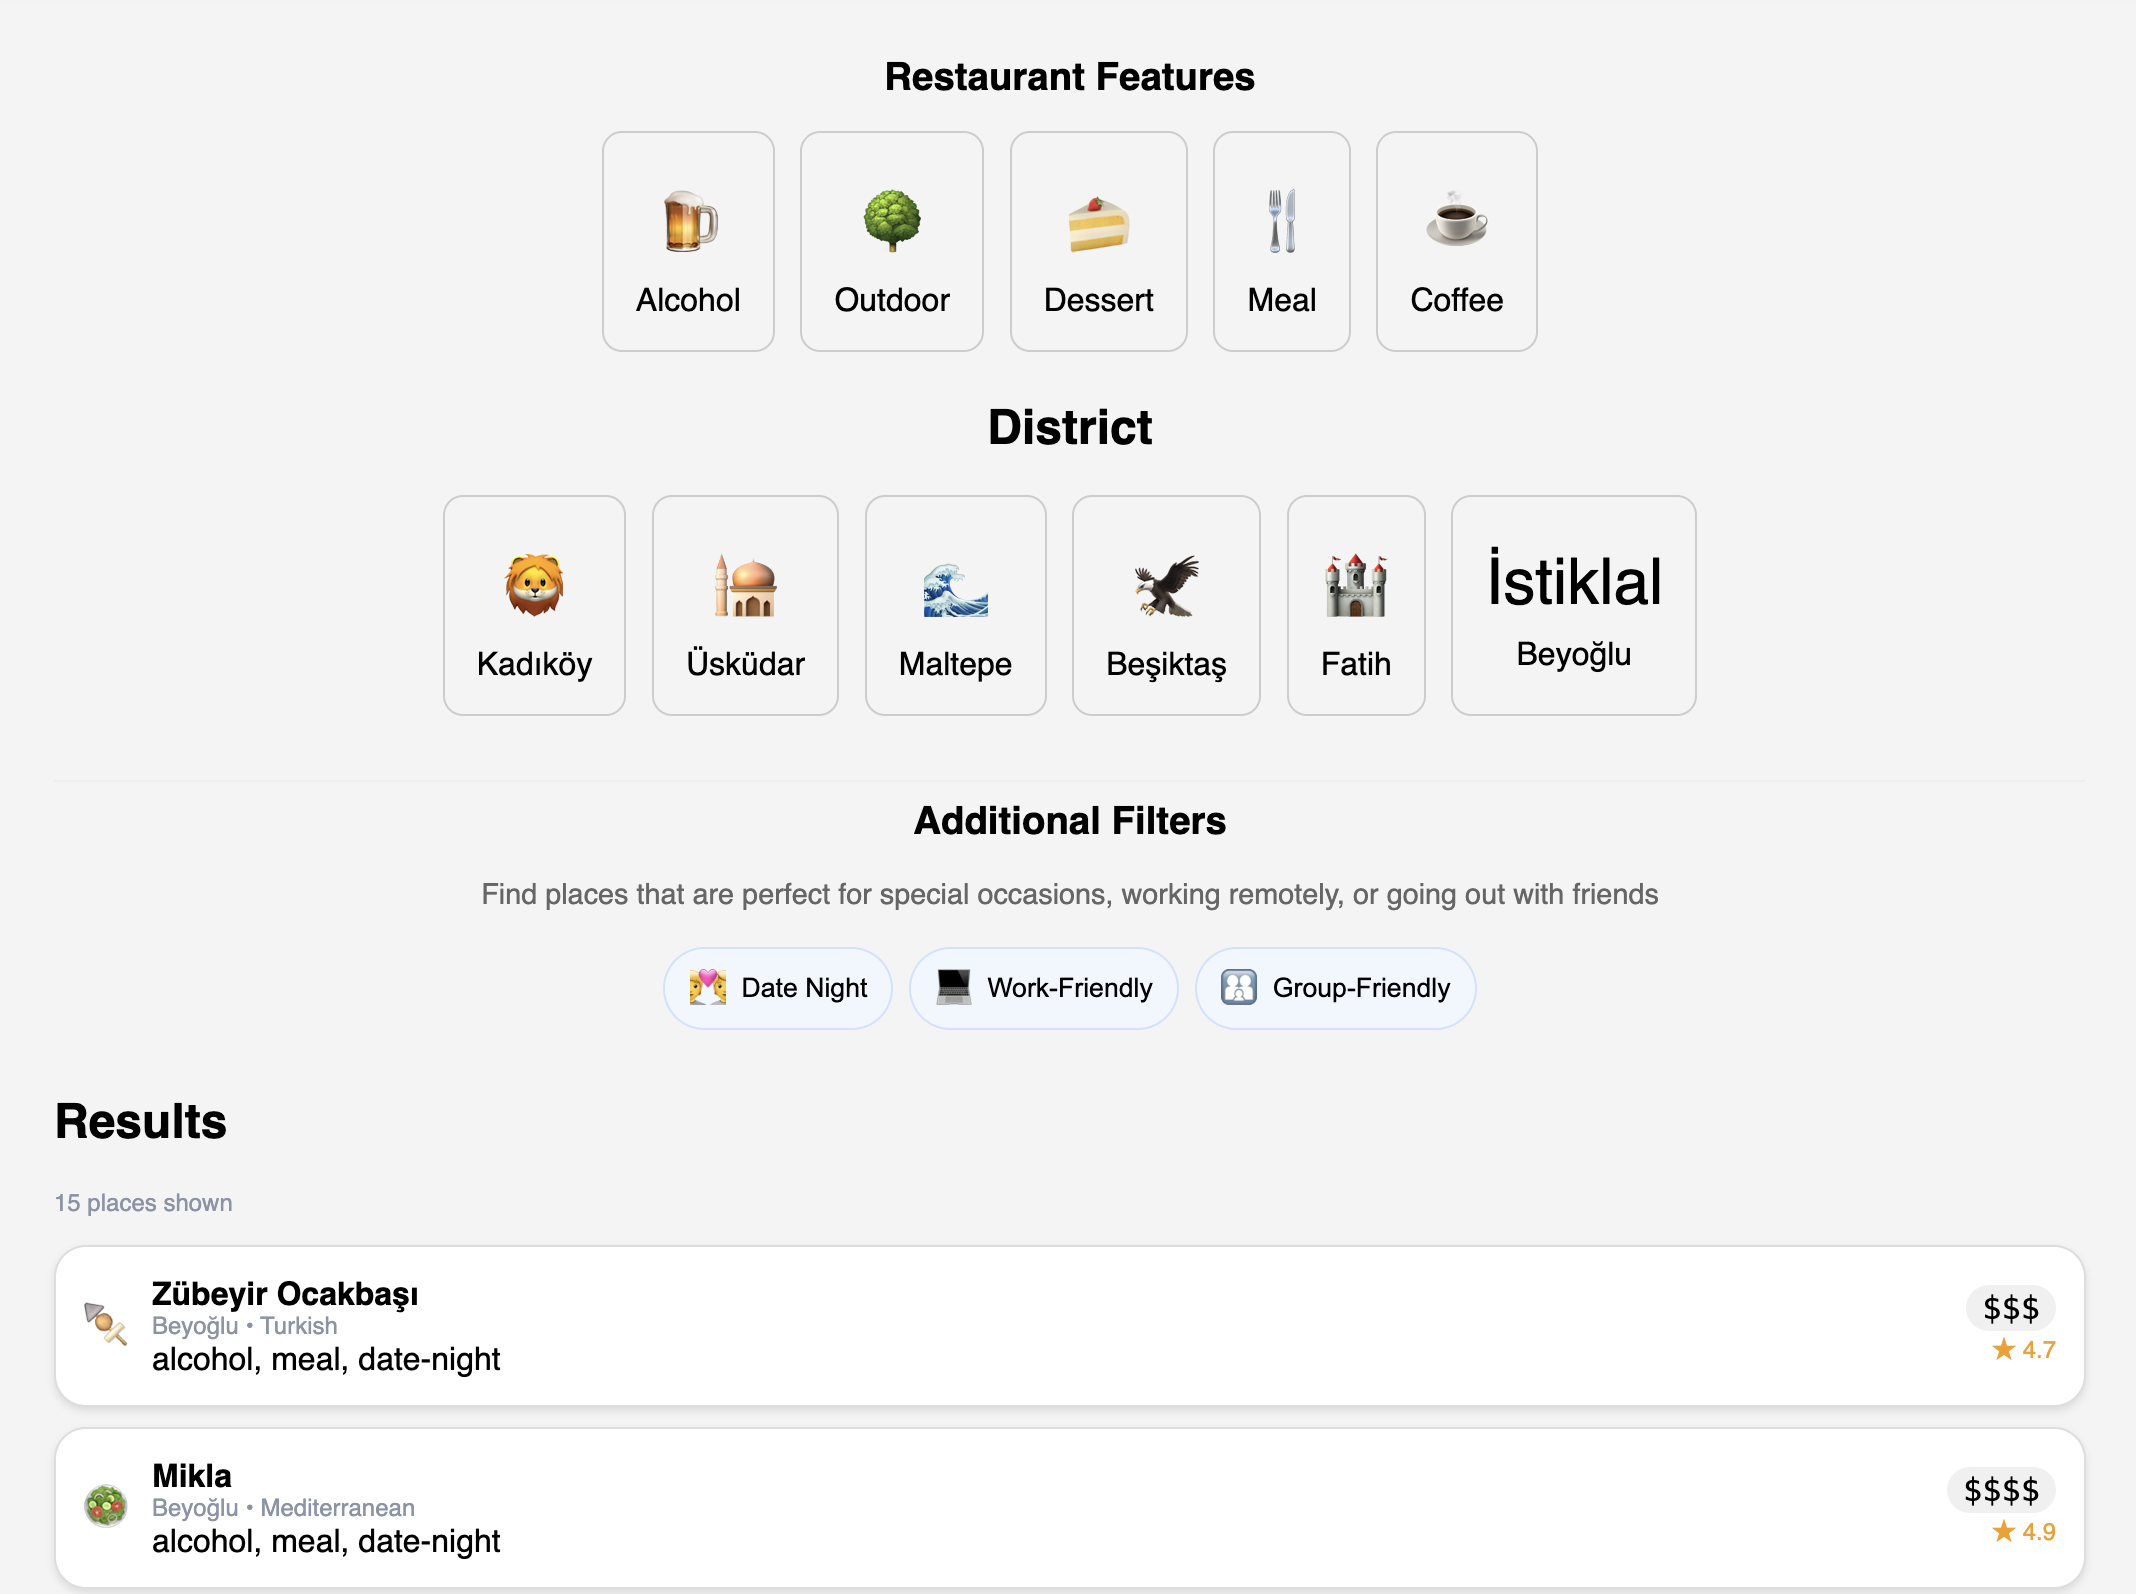 Restaurant Features
Alcohol
Outdoor
Dessert
Meal
Coffee
District
Kadıköy
Üsküdar
Maltepe
Beşiktaş
Fatih
İstiklal
Beyoğlu
Additional Filters
Find places that are perfect for special occasions, working remotely, or going out with friends
Date Night
Work-Friendly
Group-Friendly
Results
15 places shown
Zübeyir Ocakbaşı
Beyoğlu • Turkish
alcohol, meal, date-night
$$$
★ 4.7
Mikla
Beyoğlu • Mediterranean
alcohol, meal, date-night
$$$$
★ 4.9